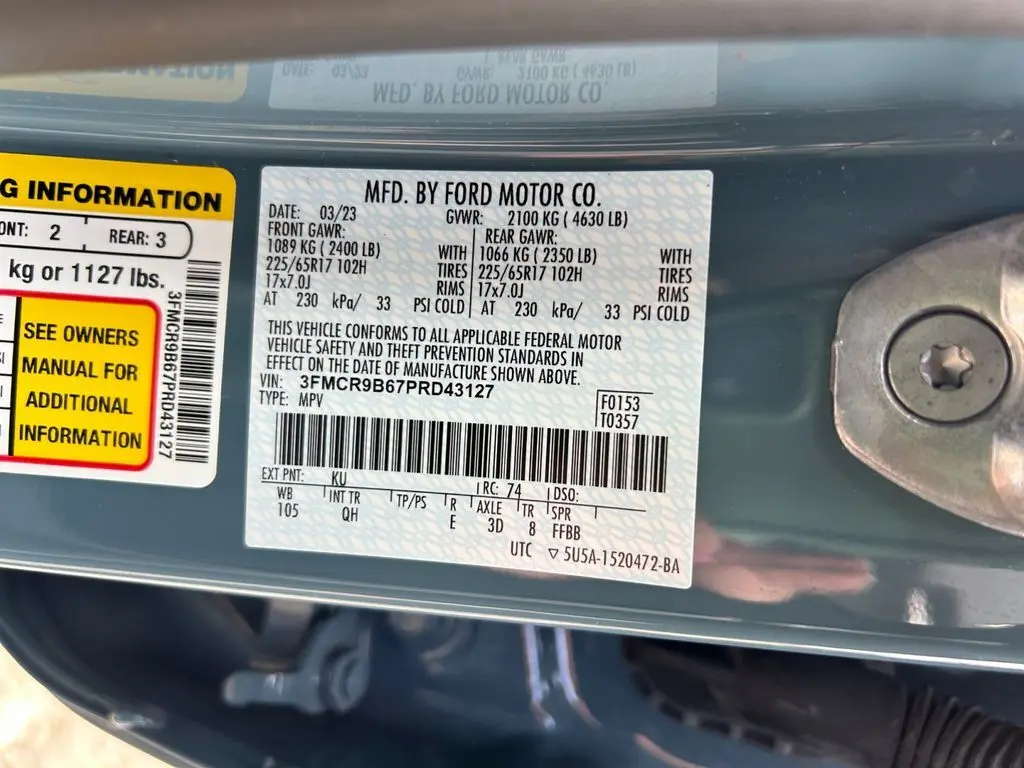 MFD. BY FORD MOTOR CO.
G INFORMATION
ONT: 2 REAR: 3
kg or 1127 lbs.
SEE OWNERS
MANUAL FOR
ADDITIONAL
INFORMATION
3FMCR9B67PRD43127
MFD. BY FORD MOTOR CO.
DATE: 03/23 GVWR: 2100 KG ( 4630 LB)
FRONT GAWR: REAR GAWR:
1089 KG ( 2400 LB) WITH 1066 KG ( 2350 LB) WITH
225/65R17 102H TIRES 225/65R17 102H TIRES
17x7.0J RIMS 17x7.0J RIMS
AT 230 kPa/ 33 PSI COLD AT 230 kPa/ 33 PSI COLD
THIS VEHICLE CONFORMS TO ALL APPLICABLE FEDERAL MOTOR
VEHICLE SAFETY AND THEFT PREVENTION STANDARDS IN
EFFECT ON THE DATE OF MANUFACTURE SHOWN ABOVE.
VIN: 3FMCR9B67PRD43127
TYPE: MPV
F0153
T0357
EXT PNT: KU RC: 74 DSO:
WB INT TR TP/PS R AXLE TR SPR
105 QH E 3D 8 FFBB
UTC ▽ 5U5A-1520472-BA